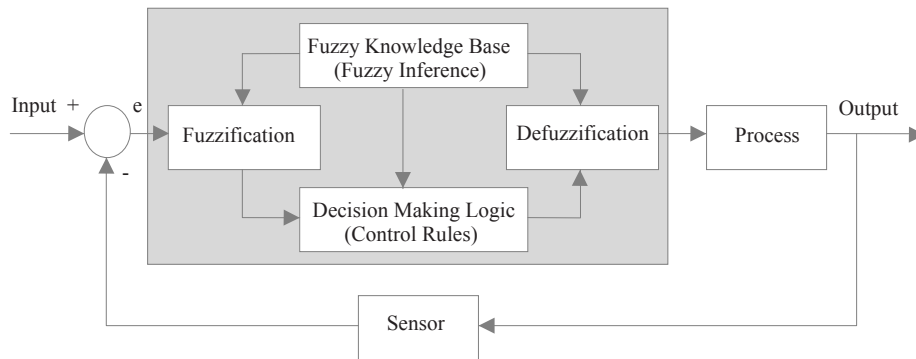 Fuzzy Knowledge Base
(Fuzzy Inference)
Input +
e
Output
Fuzzification
Defuzzification
Process
-
Decision Making Logic
(Control Rules)
Sensor